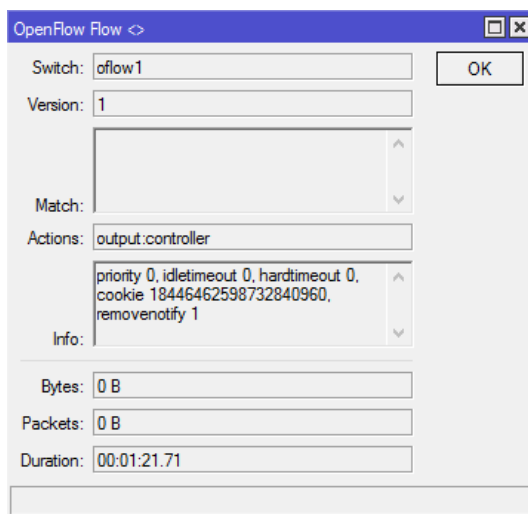 OpenFlow Flow <>
Switch: oflow1
OK
Version: 1
Match:
Actions: output:controller
priority 0, idletimeout 0, hardtimeout 0,
cookie 18446462598732840960,
removenotify 1
Info:
Bytes: 0 B
Packets: 0 B
Duration: 00:01:21.71